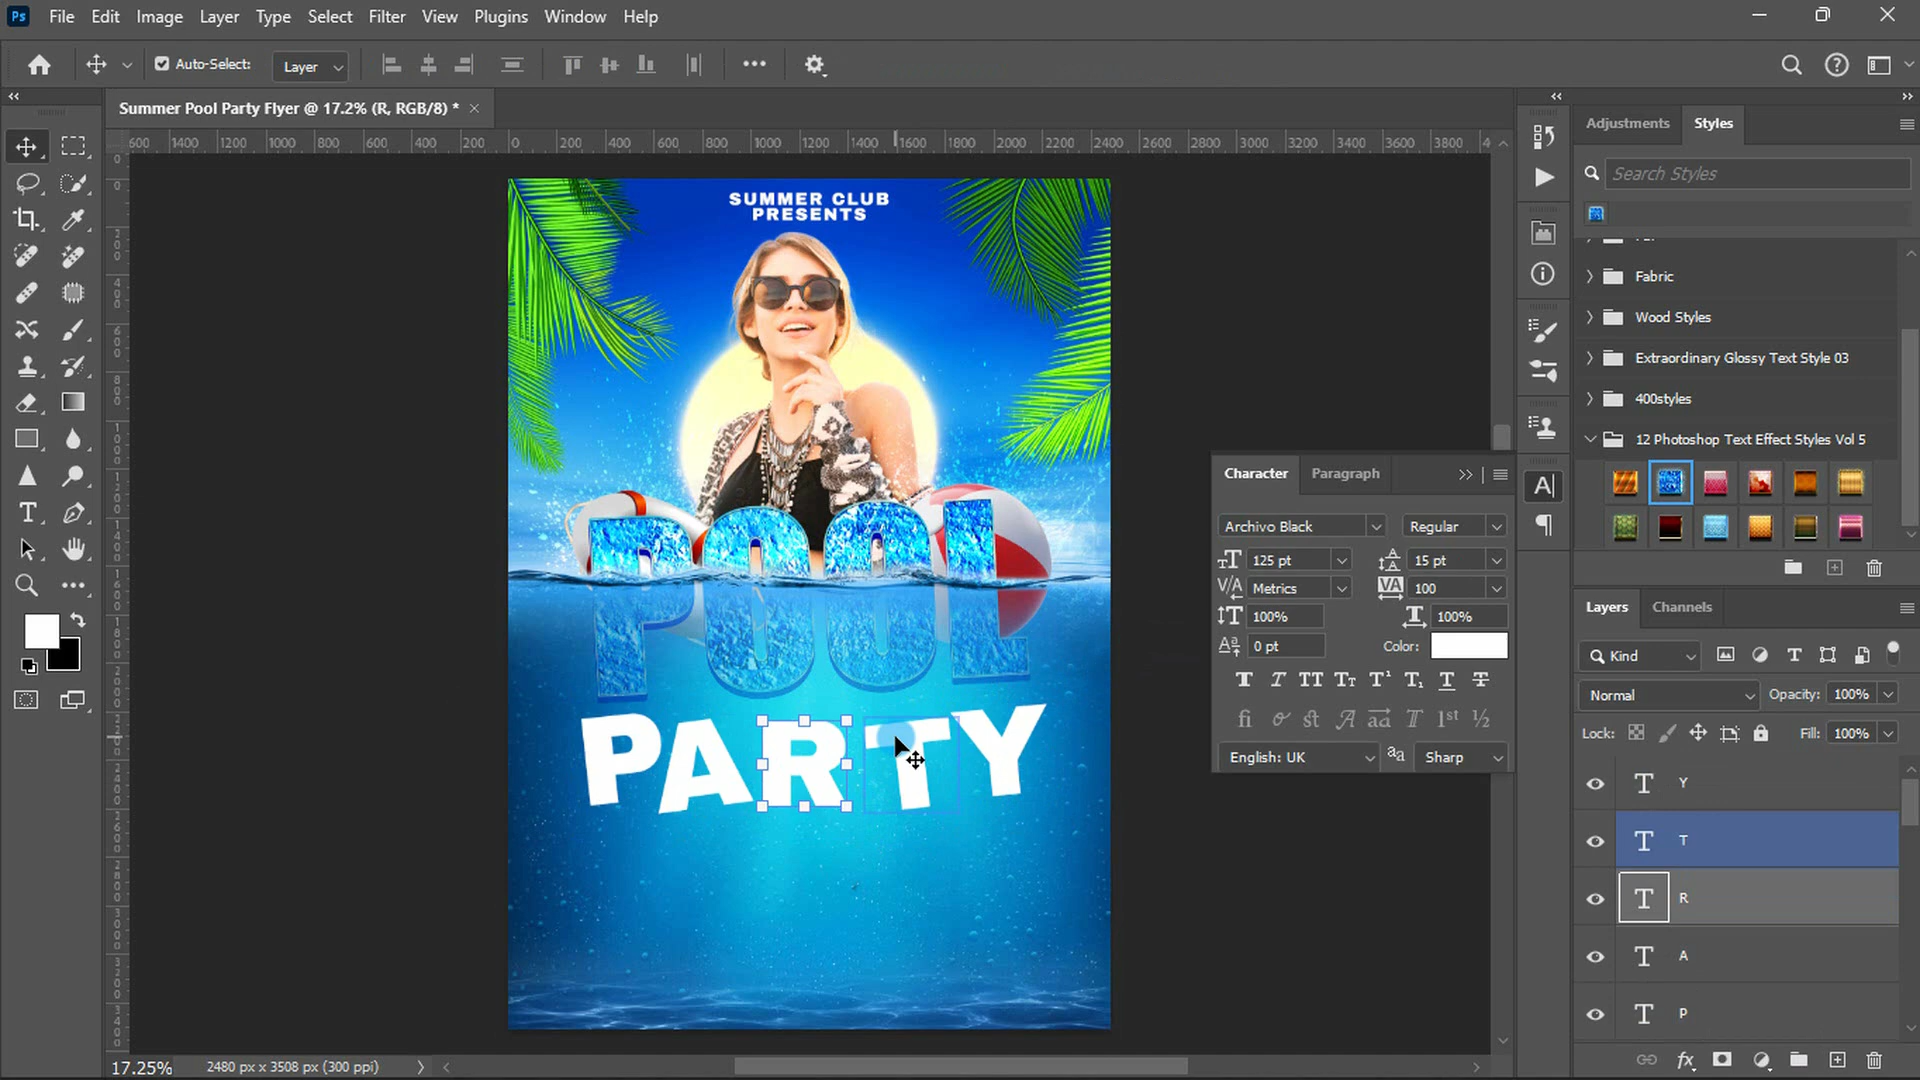 Ps File Edit Image Layer Type Select Filter View Plugins Window Help
Auto-Select: Layer
Summer Pool Party Flyer @ 17.2% (R, RGB/8) *
1400 1200 1000 800 600 400 200 0 200 400 600 800 1000 1200 1400 1600 1800 2000 2200 2400 2600 2800 3000 3200 3400 3600 3800
SUMMER CLUB
PRESENTS
POOL
PARTY
Character Paragraph
Archivo Black Regular
125 pt 15 pt
Metrics 100
100% 100%
0 pt Color:
English: UK Sharp
Adjustments Styles
Search Styles
Fabric
Wood Styles
Extraordinary Glossy Text Style 03
400styles
12 Photoshop Text Effect Styles Vol 5
Layers Channels
Kind
Normal Opacity: 100%
Lock: Fill: 100%
T Y
T T
T R
T A
T P
17.25% 2480 px x 3508 px (300 ppi)